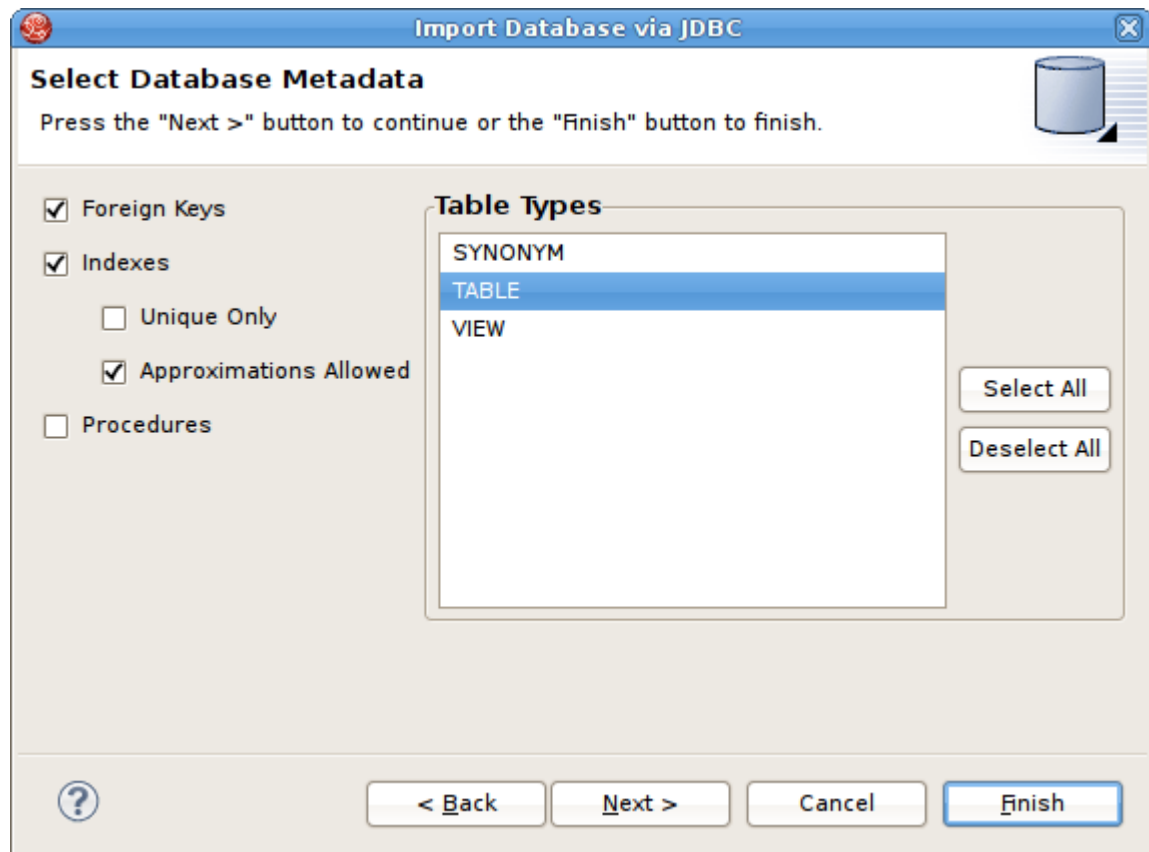 Import Database via JDBC
Select Database Metadata
Press the "Next >" button to continue or the "Finish" button to finish.
Foreign Keys
Indexes
Unique Only
Approximations Allowed
Procedures
Table Types
SYNONYM
TABLE
VIEW
Select All
Deselect All
?
< Back
Next >
Cancel
Finish